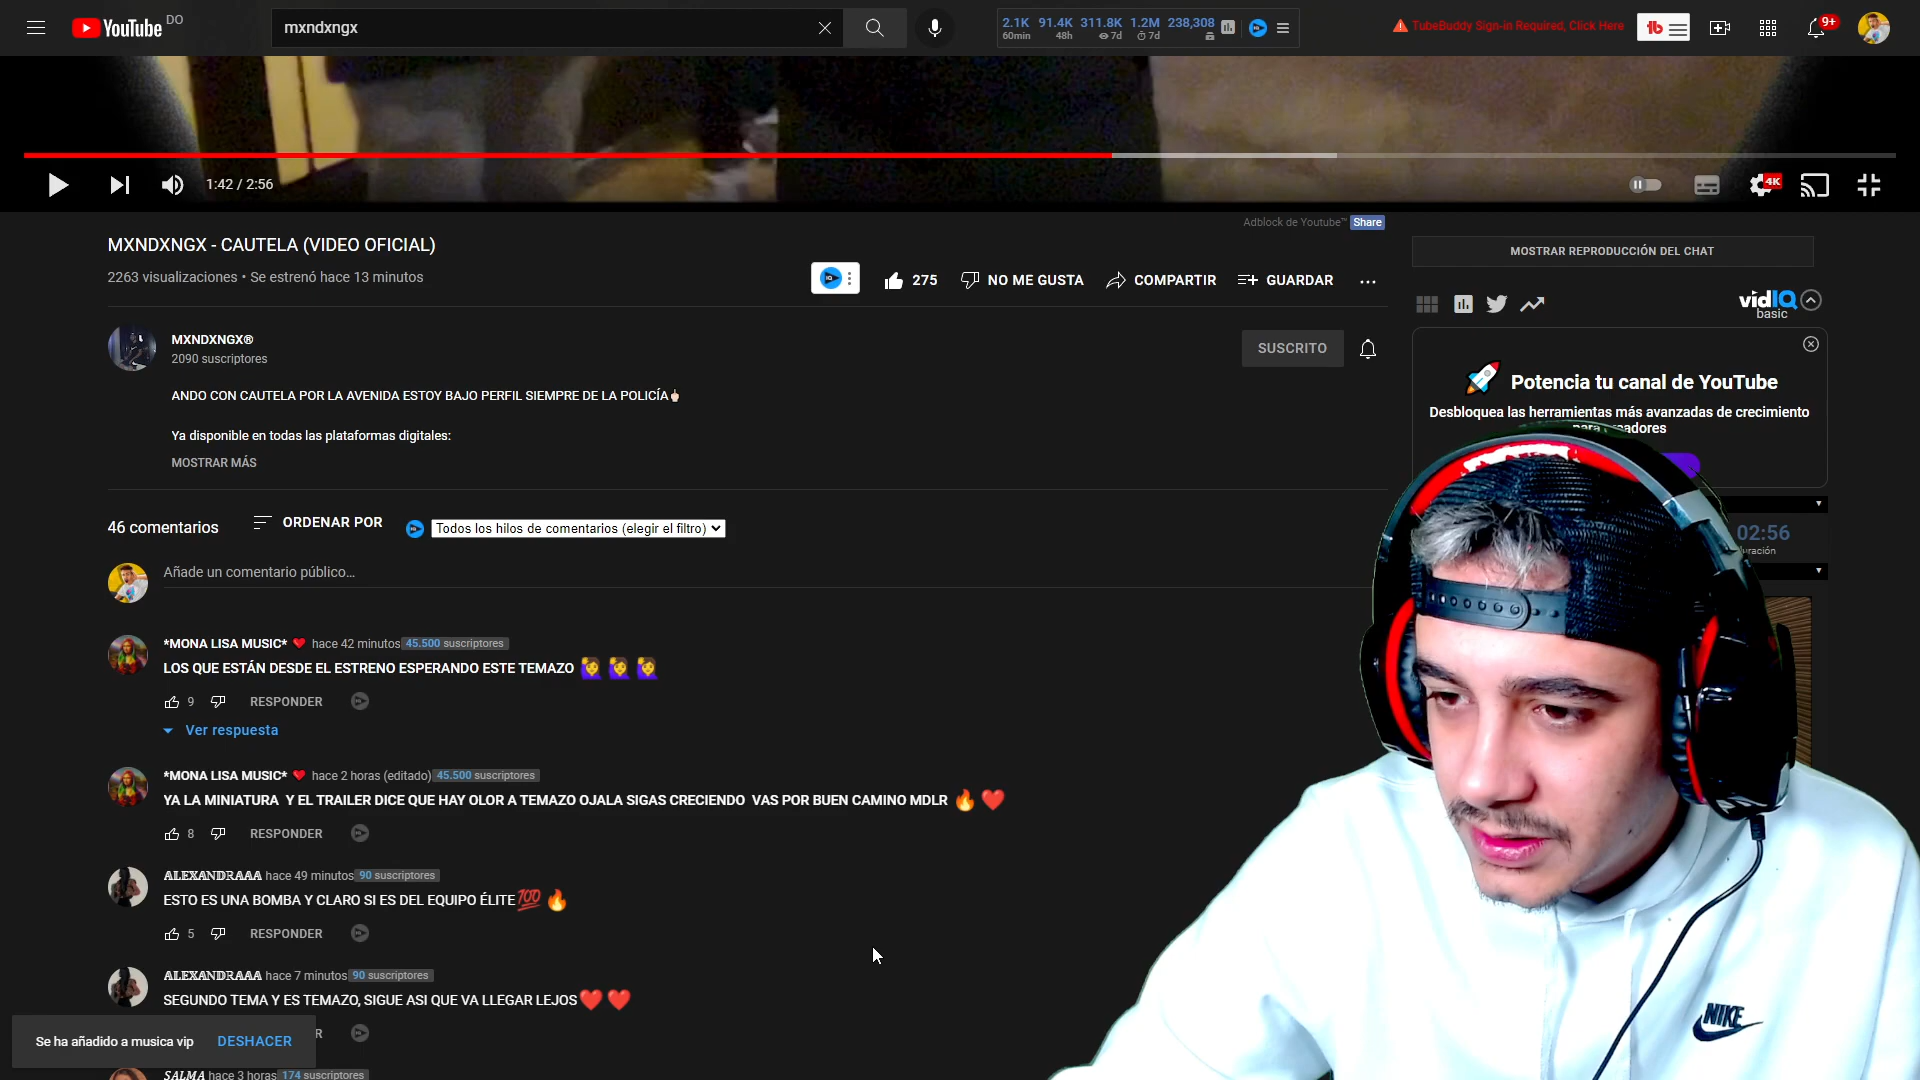 YouTube DO
mxndxngx
2.1K 91.4K 311.8K 1.2M 238,308
60min 48h 7d 7d
TubeBuddy Sign-in Required, Click Here
tb
9+
1:42 / 2:56
4K
Adblock de Youtube™ Share
MXNDXNGX - CAUTELA (VIDEO OFICIAL)
2263 visualizaciones • Se estrenó hace 13 minutos
275 NO ME GUSTA COMPARTIR GUARDAR
MOSTRAR REPRODUCCIÓN DEL CHAT
vidIQ
basic
MXNDXNGX®
2090 suscriptores
SUSCRITO
ANDO CON CAUTELA POR LA AVENIDA ESTOY BAJO PERFIL SIEMPRE DE LA POLICÍA🖕🏻
Ya disponible en todas las plataformas digitales:
MOSTRAR MÁS
Potencia tu canal de YouTube
Desbloquea las herramientas más avanzadas de crecimiento
02:56
46 comentarios ORDENAR POR Todos los hilos de comentarios (elegir el filtro)
Añade un comentario público...
*MONA LISA MUSIC* ❤ hace 42 minutos 45.500 suscriptores
LOS QUE ESTÁN DESDE EL ESTRENO ESPERANDO ESTE TEMAZO 🙋‍♀️🙋‍♀️🙋‍♀️
9 RESPONDER
Ver respuesta
*MONA LISA MUSIC* ❤ hace 2 horas (editado) 45.500 suscriptores
YA LA MINIATURA Y EL TRAILER DICE QUE HAY OLOR A TEMAZO OJALA SIGAS CRECIENDO VAS POR BUEN CAMINO MDLR 🔥❤️
8 RESPONDER
ALEXANDRAAA hace 49 minutos 90 suscriptores
ESTO ES UNA BOMBA Y CLARO SI ES DEL EQUIPO ÉLITE💯🔥
5 RESPONDER
ALEXANDRAAA hace 7 minutos 90 suscriptores
SEGUNDO TEMA Y ES TEMAZO, SIGUE ASI QUE VA LLEGAR LEJOS❤️❤️
Se ha añadido a musica vip DESHACER
SALMA hace 3 horas 174 suscriptores
NIKE